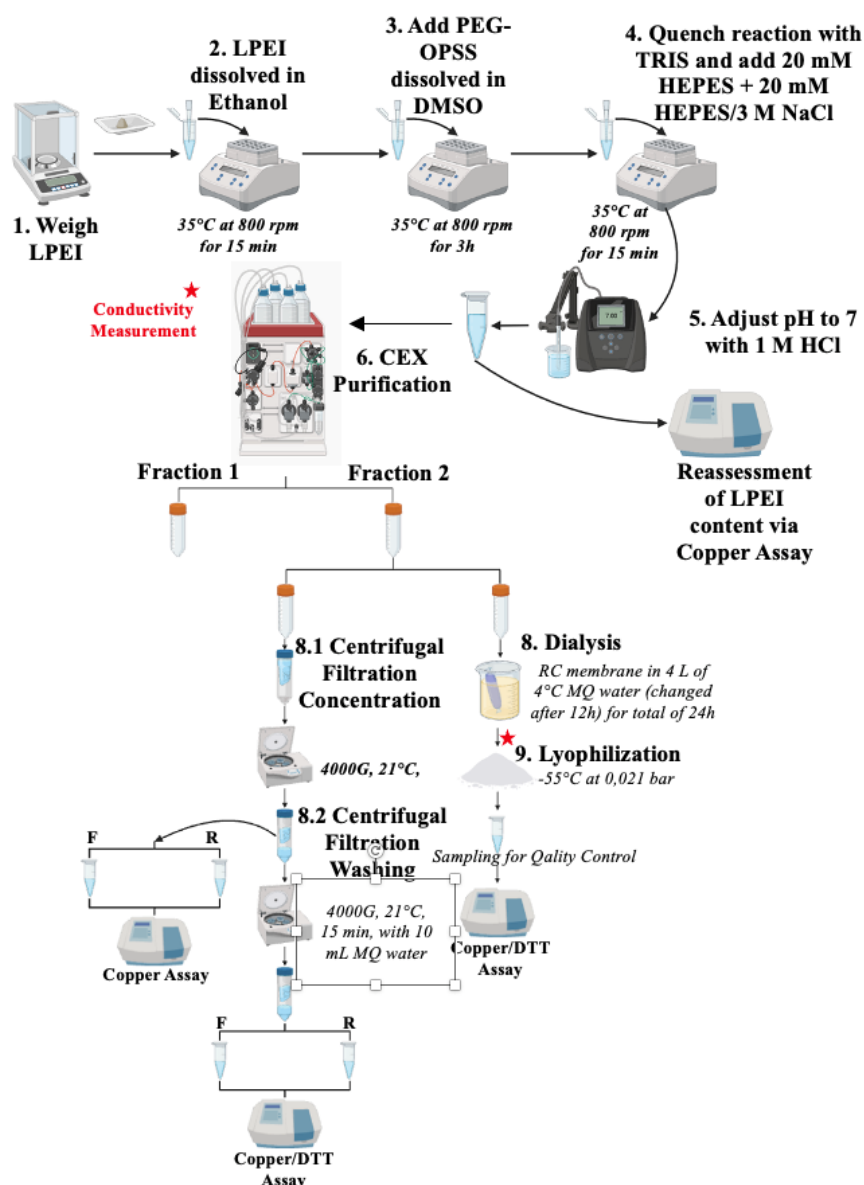 1. Weigh
LPEI
2. LPEI
dissolved in
Ethanol
35°C at 800 rpm
for 15 min
3. Add PEG-
OPSS
dissolved in
DMSO
35°C at 800 rpm
for 3h
4. Quench reaction with
TRIS and add 20 mM
HEPES + 20 mM
HEPES/3 M NaCl
35°C at
800 rpm
for 15 min
7.00
5. Adjust pH to 7
with 1 M HCl
Reassessment
of LPEI
content via
Copper Assay
Conductivity
Measurement
6. CEX
Purification
Fraction 1
Fraction 2
8.1 Centrifugal
Filtration
Concentration
4000G, 21°C,
8.2 Centrifugal
Filtration
Washing
4000G, 21°C,
15 min, with 10
mL MQ water
F
R
Copper Assay
F
R
Copper/DTT
Assay
8. Dialysis
RC membrane in 4 L of
4°C MQ water (changed
after 12h) for total of 24h
9. Lyophilization
-55°C at 0,021 bar
Sampling for Qality Control
Copper/DTT
Assay